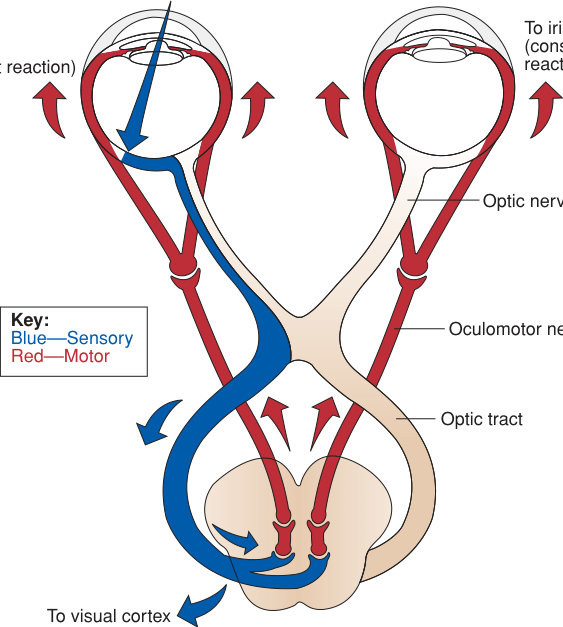 To iri
(cons
reac
t reaction)
Optic nerv
Key:
Blue—Sensory
Red—Motor
Oculomotor ne
Optic tract
To visual cortex